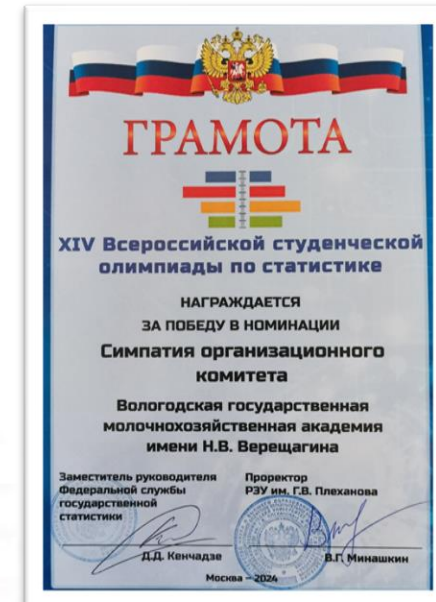 ГРАМОТА
XIV Всероссийской студенческой
олимпиады по статистике
НАГРАЖДАЕТСЯ
ЗА ПОБЕДУ В НОМИНАЦИИ
Симпатия организационного
комитета
Вологодская государственная
молочнохозяйственная академия
имени Н.В. Верещагина
Заместитель руководителя
Федеральной службы
государственной
статистики
Д.Д. Кенчадзе
Проректор
РЭУ им. Г.В. Плеханова
В.Г. Минашкин
Москва – 2024